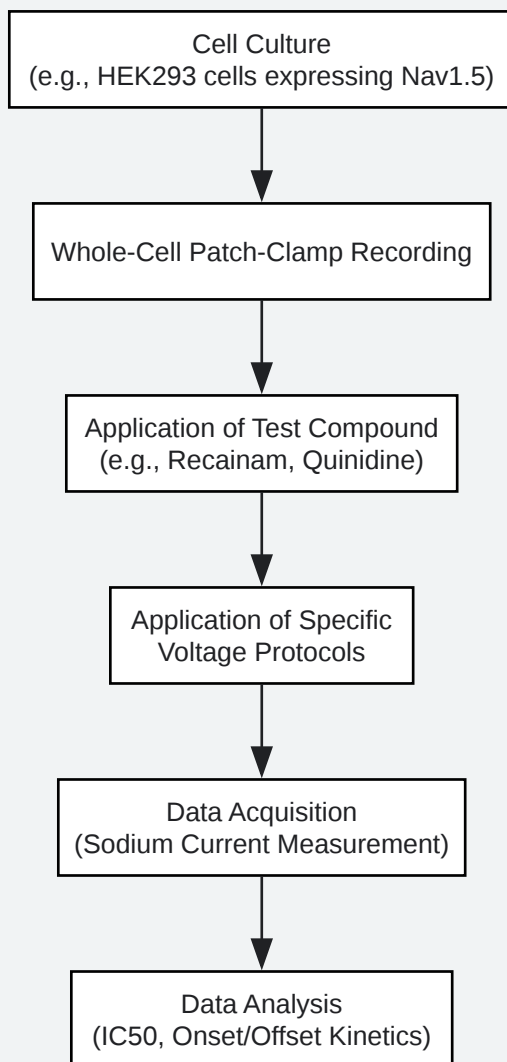 Cell Culture
(e.g., HEK293 cells expressing Nav1.5)
Whole-Cell Patch-Clamp Recording
Application of Test Compound
(e.g., Recainam, Quinidine)
Application of Specific
Voltage Protocols
Data Acquisition
(Sodium Current Measurement)
Data Analysis
(IC50, Onset/Offset Kinetics)